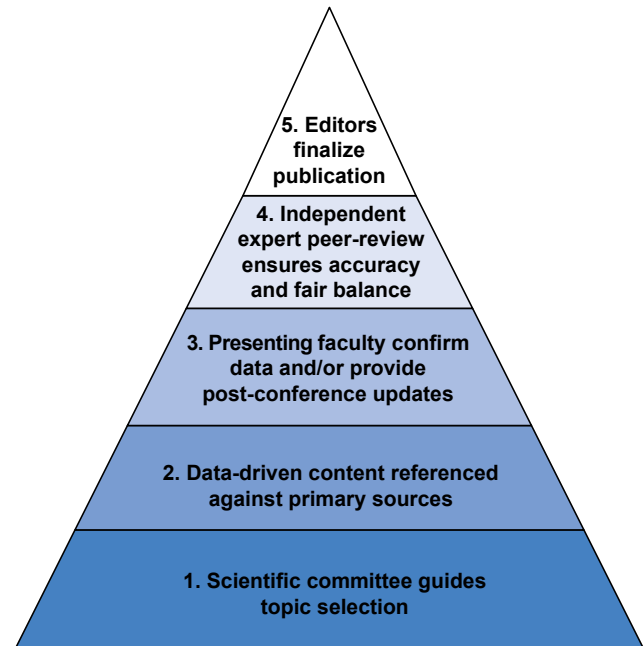 5. Editors
finalize
publication
4. Independent
expert peer-review
ensures accuracy
and fair balance
3. Presenting faculty confirm
data and/or provide
post-conference updates
2. Data-driven content referenced
against primary sources
1. Scientific committee guides
topic selection